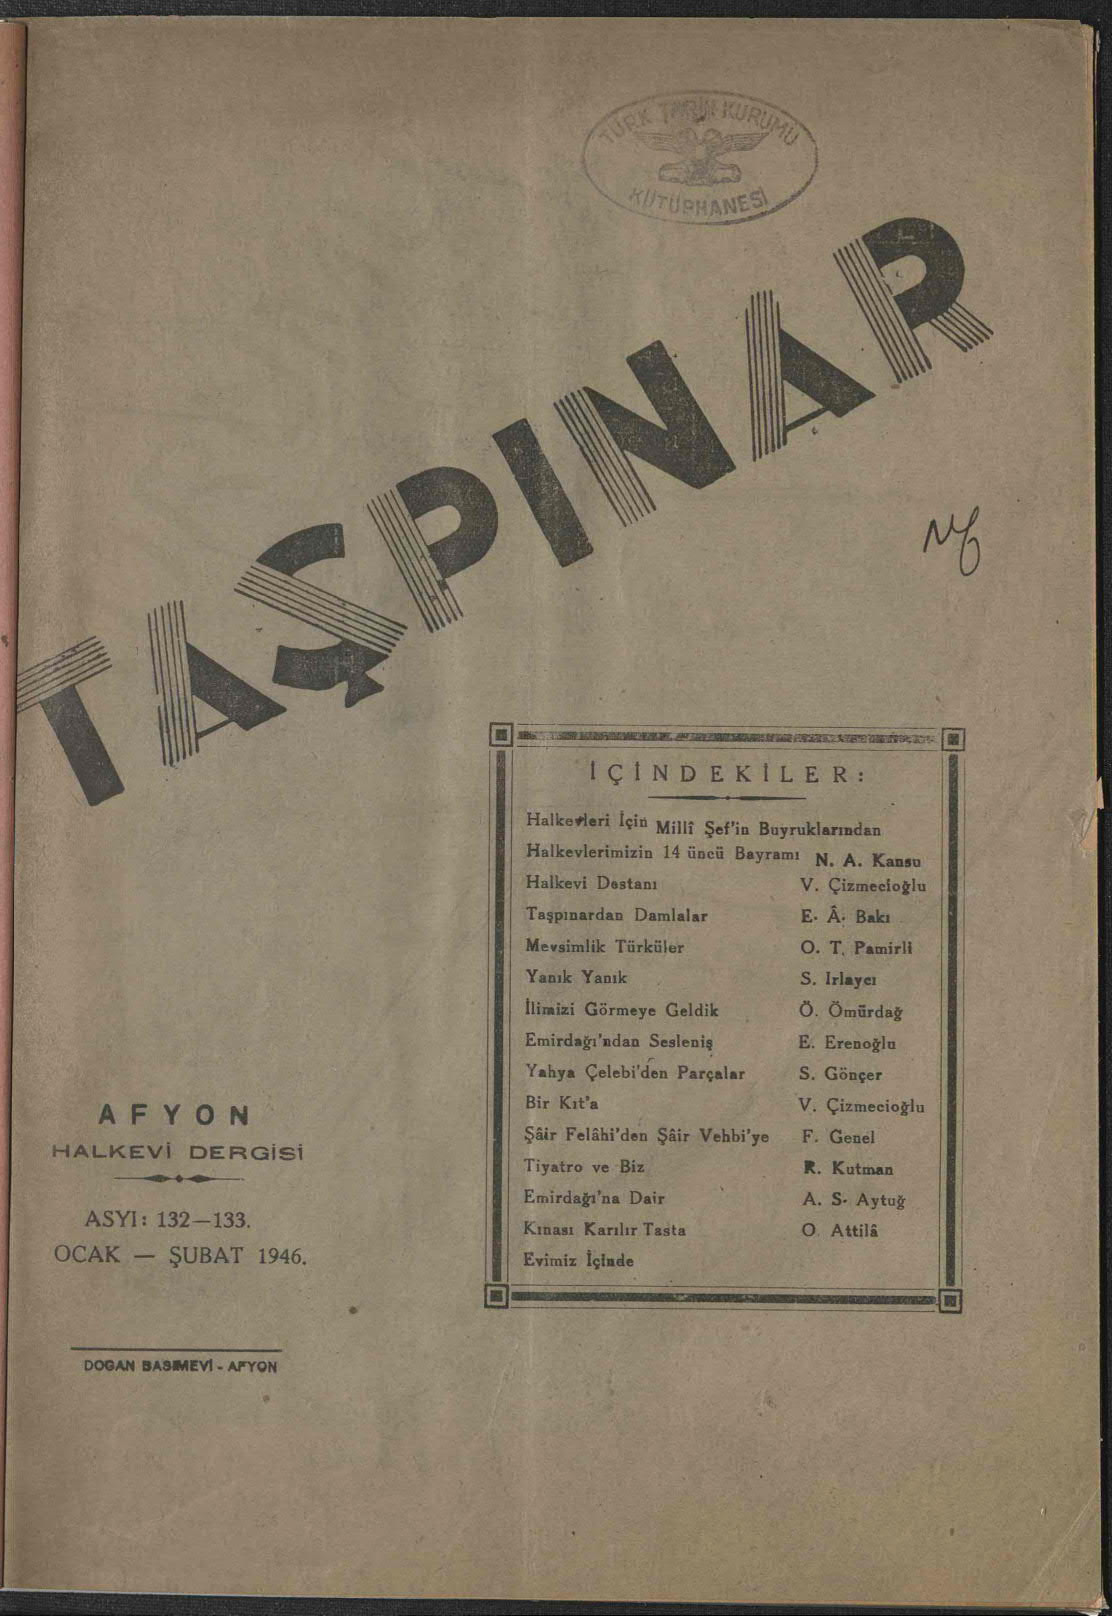 TÜRK TARİH KURUMU
KÜTÜPHANESİ
TAŞPINAR
İÇİNDEKİLER:
Halkevleri İçin Millî Şef'in Buyruklarından
Halkevlerimizin 14 üncü Bayramı N. A. Kansu
Halkevi Destanı V. Çizmecioğlu
Taşpınardan Damlalar E. Â. Bakı
Mevsimlik Türküler O. T. Pamirli
Yanık Yanık S. Irlayıcı
İlimizi Görmeye Geldik Ö. Ömürdağ
Emirdağı'ndan Sesleniş E. Erenoğlu
Yahya Çelebi'den Parçalar S. Gönçer
Bir Kıt'a V. Çizmecioğlu
Şâir Felâhi'den Şâir Vehbi'ye F. Genel
Tiyatro ve Biz R. Kutman
Emirdağı'na Dair A. S. Aytuğ
Kınası Karılır Tasta O. Attilâ
Evimiz İçinde
AFYON
HALKEVİ DERGİSİ
ASYI: 132—133.
OCAK — ŞUBAT 1946.
DOGAN BASIMEVİ - AFYON